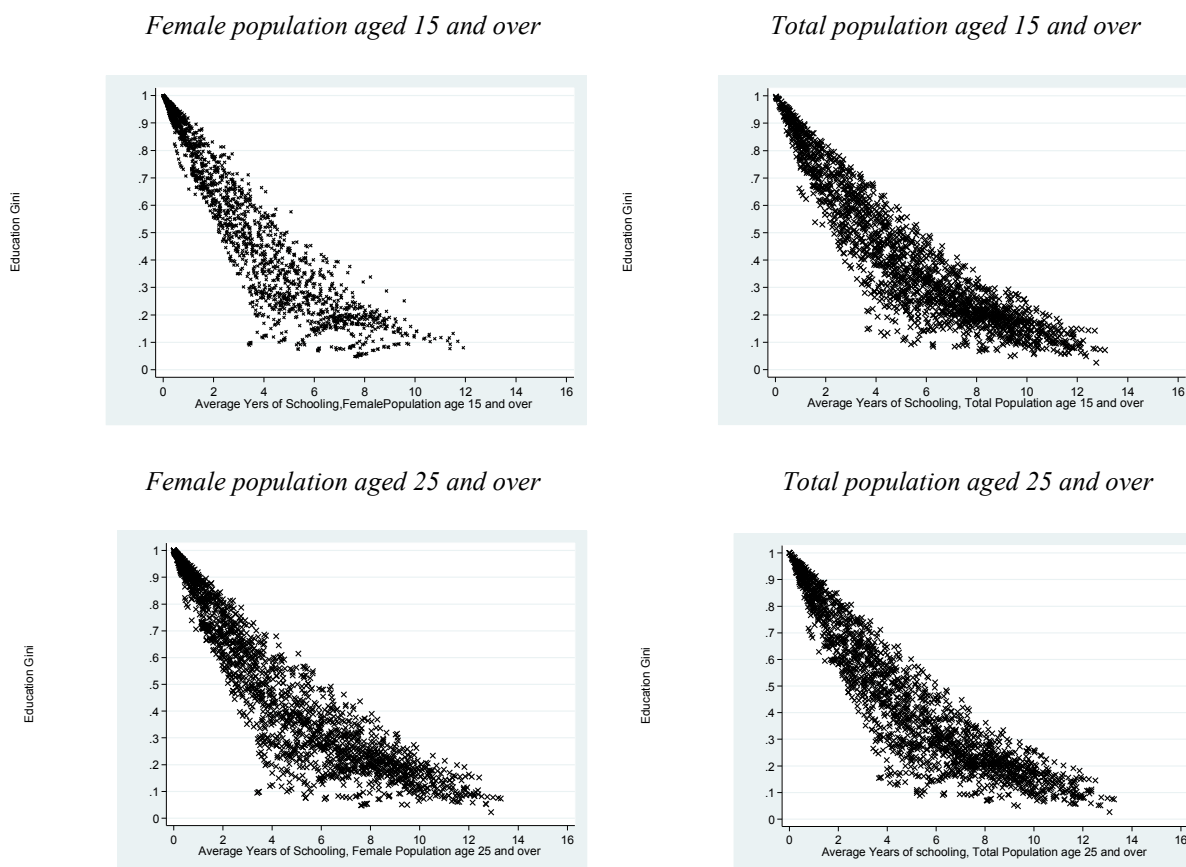 Female population aged 15 and over
Total population aged 15 and over
Education Gini
1
.9
.8
.7
.6
.5
.4
.3
.2
.1
0
0 2 4 6 8 10 12 14 16
Average Yers of Schooling,FemalePopulation age 15 and over
Education Gini
1
.9
.8
.7
.6
.5
.4
.3
.2
.1
0
0 2 4 6 8 10 12 14 16
Average Years of Schooling, Total Population age 15 and over
Female population aged 25 and over
Total population aged 25 and over
Education Gini
1
.9
.8
.7
.6
.5
.4
.3
.2
.1
0
0 2 4 6 8 10 12 14 16
Average Years of Schooling, Female Population age 25 and over
Education Gini
1
.9
.8
.7
.6
.5
.4
.3
.2
.1
0
0 2 4 6 8 10 12 14 16
Average Years of schooling, Total Population age 25 and over